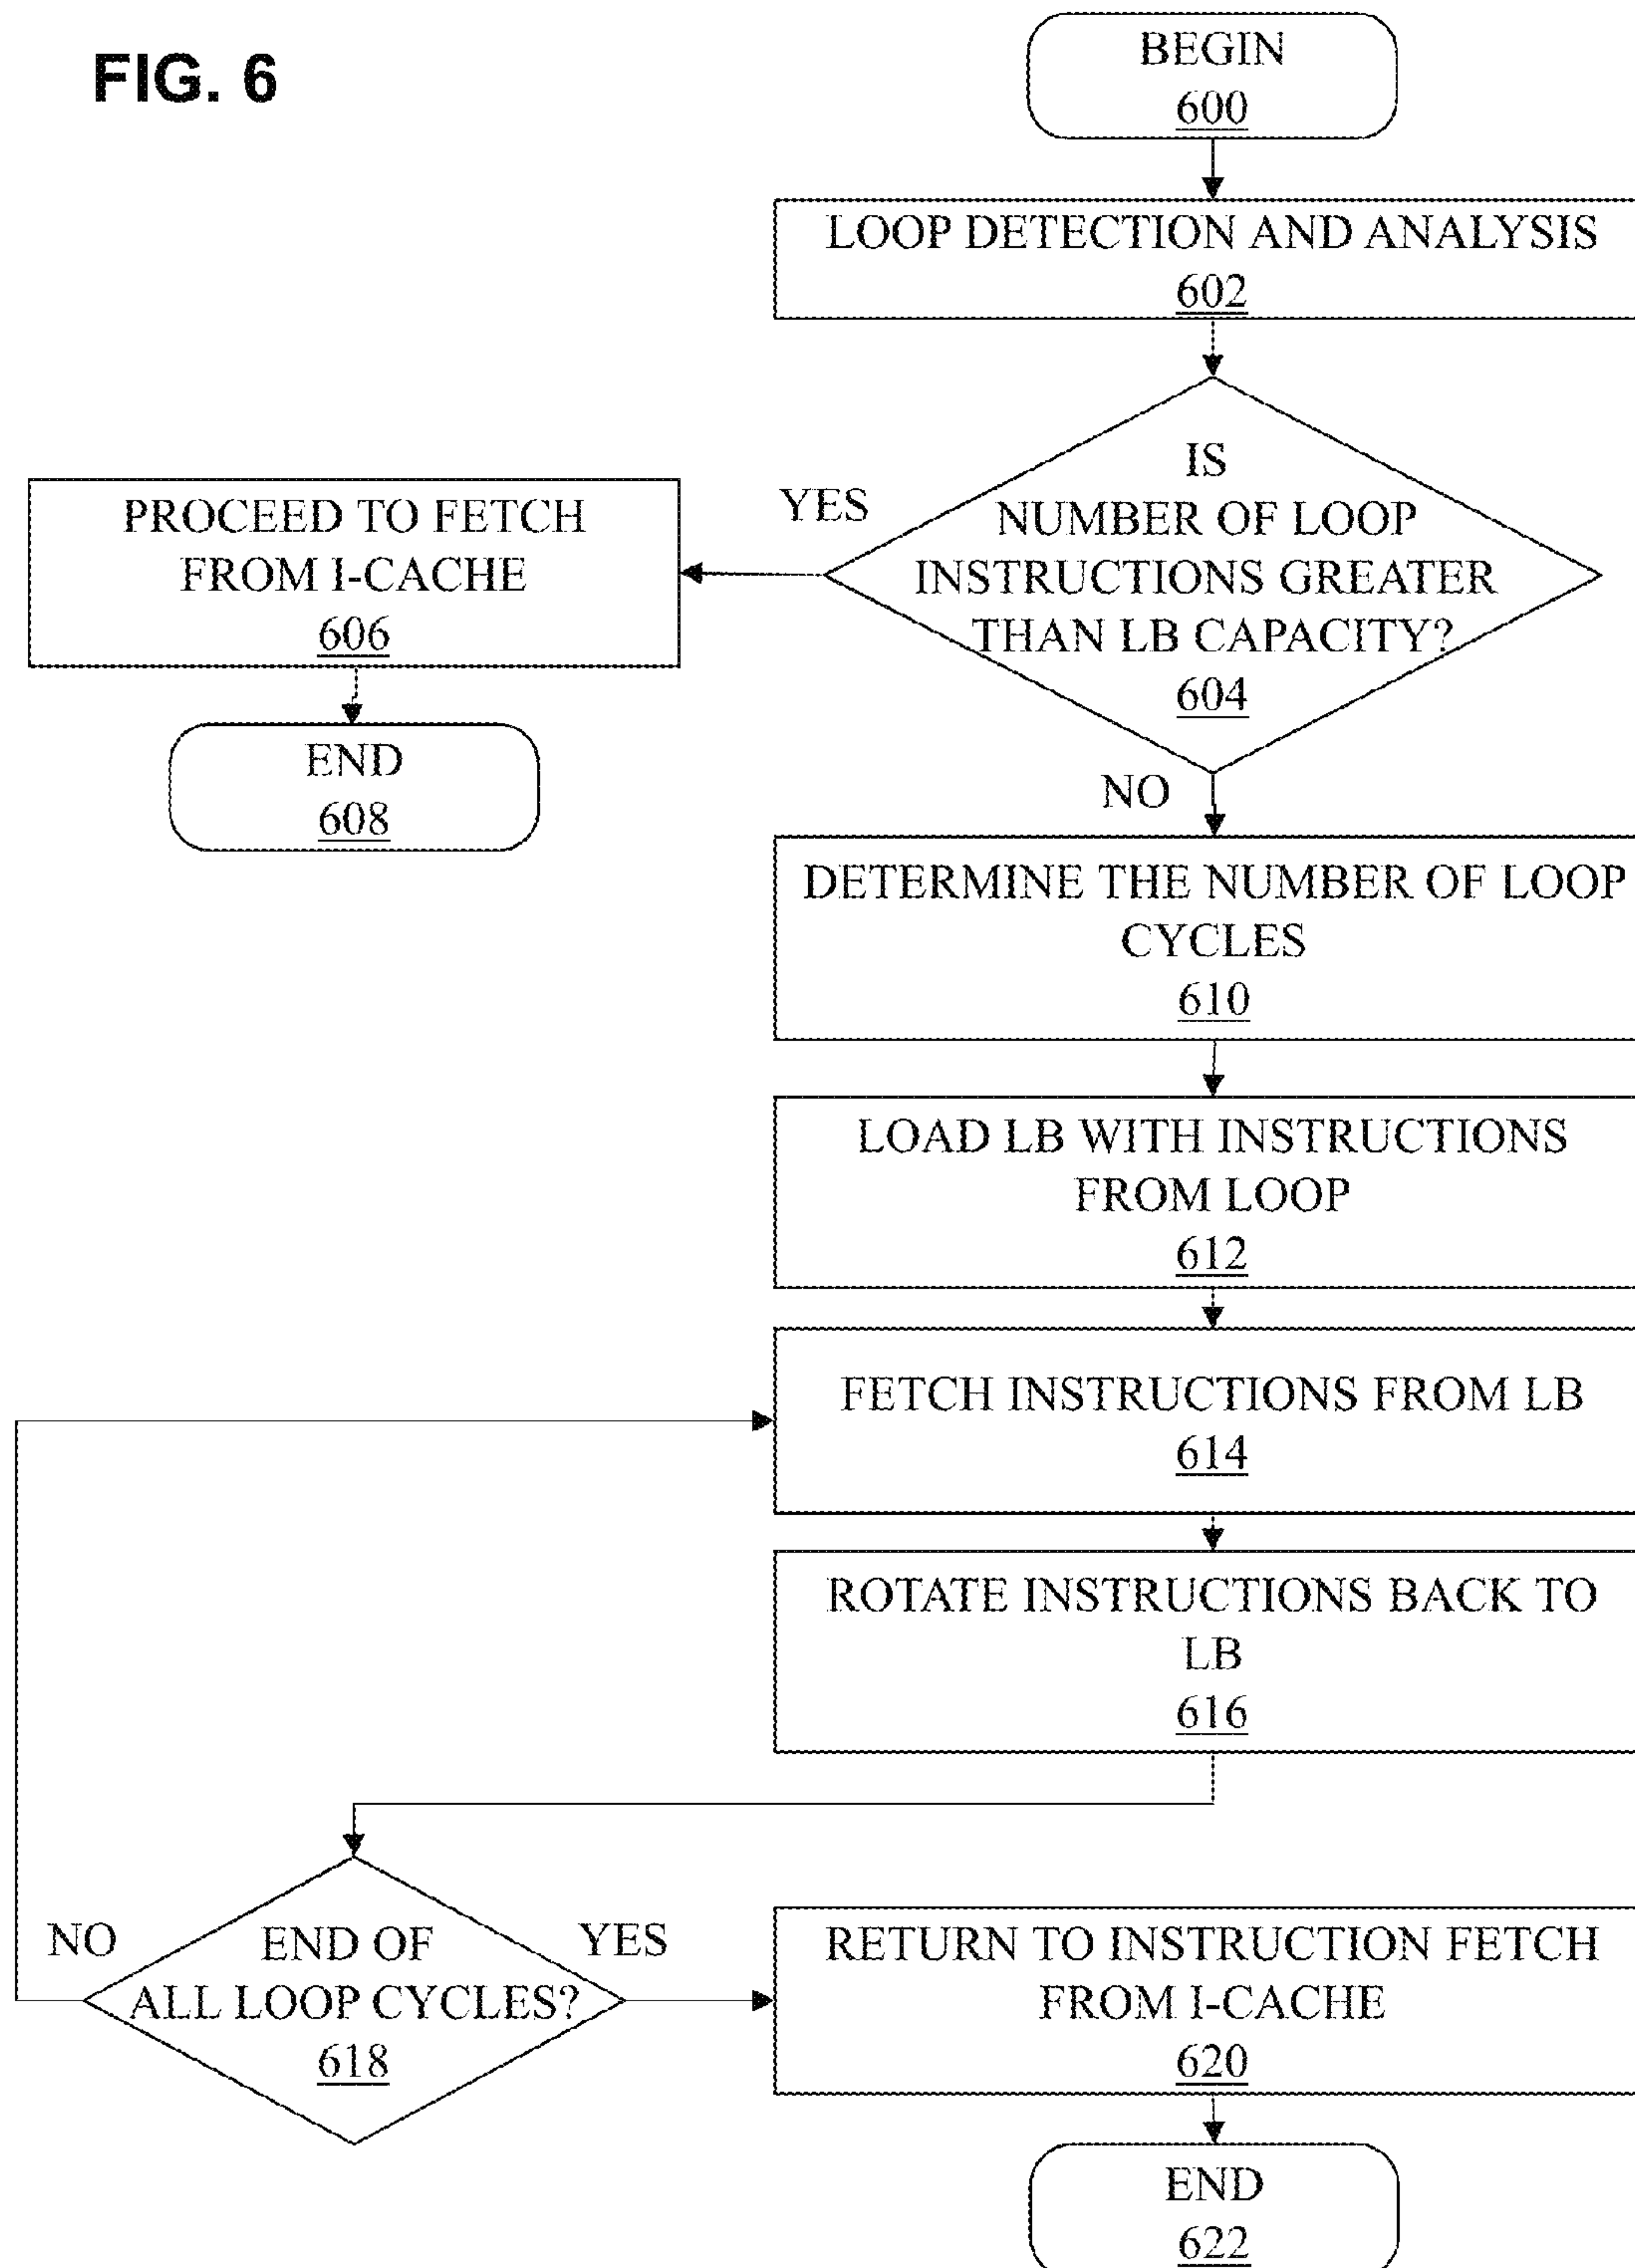 FIG. 6
BEGIN
600
LOOP DETECTION AND ANALYSIS
602
IS
NUMBER OF LOOP
INSTRUCTIONS GREATER
THAN LB CAPACITY?
604
YES
PROCEED TO FETCH
FROM I-CACHE
606
END
608
NO
DETERMINE THE NUMBER OF LOOP
CYCLES
610
LOAD LB WITH INSTRUCTIONS
FROM LOOP
612
FETCH INSTRUCTIONS FROM LB
614
ROTATE INSTRUCTIONS BACK TO
LB
616
NO
END OF
ALL LOOP CYCLES?
618
YES
RETURN TO INSTRUCTION FETCH
FROM I-CACHE
620
END
622